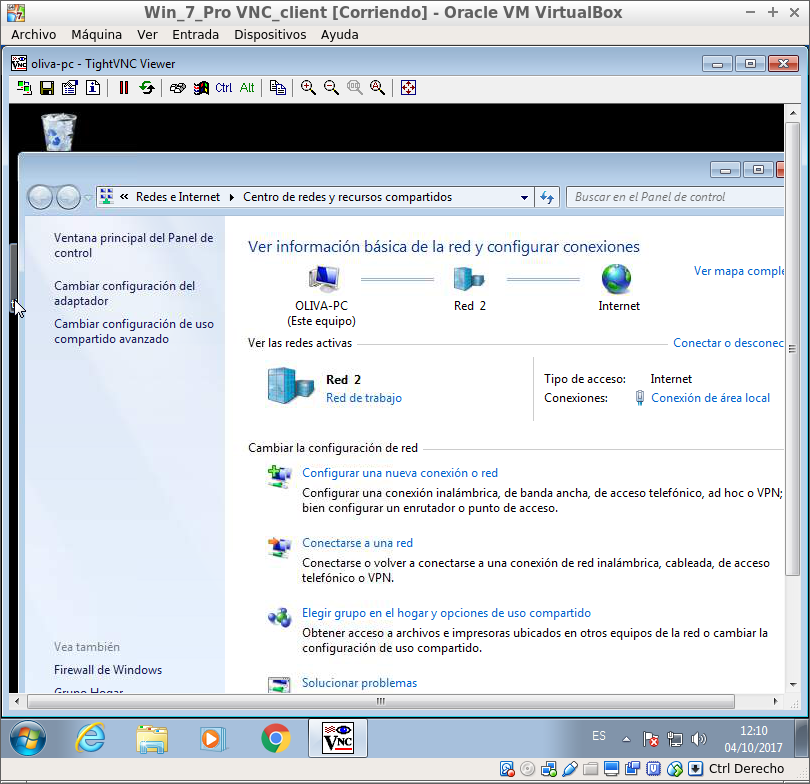 Win_7_Pro VNC_client [Corriendo] - Oracle VM VirtualBox
Archivo Máquina Ver Entrada Dispositivos Ayuda
oliva-pc - TightVNC Viewer
Ctrl Alt
« Redes e Internet Centro de redes y recursos compartidos
Buscar en el Panel de control
Ventana principal del Panel de
control
Cambiar configuración del
adaptador
Cambiar configuración de uso
compartido avanzado
Vea también
Firewall de Windows
Grupo Hogar
Ver información básica de la red y configurar conexiones
Ver mapa comple
OLIVA-PC
(Este equipo)
Red 2
Internet
Ver las redes activas
Conectar o desconec
Red 2
Red de trabajo
Tipo de acceso: Internet
Conexiones: Conexión de área local
Cambiar la configuración de red
Configurar una nueva conexión o red
Configurar una conexión inalámbrica, de banda ancha, de acceso telefónico, ad hoc o VPN;
bien configurar un enrutador o punto de acceso.
Conectarse a una red
Conectarse o volver a conectarse a una conexión de red inalámbrica, cableada, de acceso
telefónico o VPN.
Elegir grupo en el hogar y opciones de uso compartido
Obtener acceso a archivos e impresoras ubicados en otros equipos de la red o cambiar la
configuración de uso compartido.
Solucionar problemas
VNC
ES
12:10
04/10/2017
Ctrl Derecho